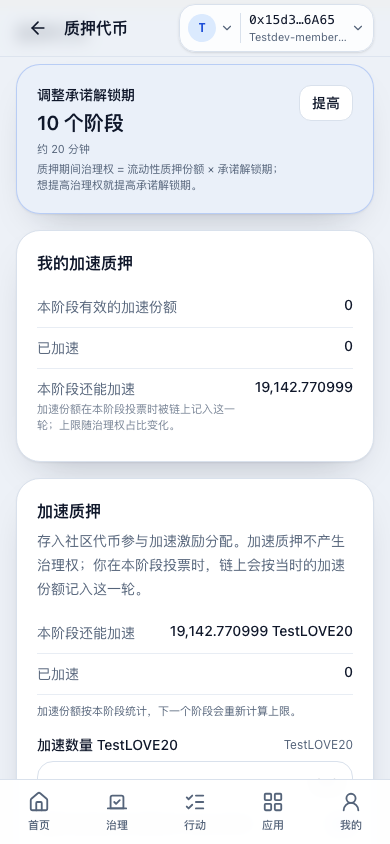 质押代币
T
0x15d3…6A65
Testdev-member...
调整承诺解锁期
10 个阶段
提高
约 20 分钟
质押期间治理权 = 流动性质押份额 × 承诺解锁期；
想提高治理权就提高承诺解锁期。
我的加速质押
本阶段有效的加速份额 0
已加速 0
本阶段还能加速 19,142.770999
加速份额在本阶段投票时被链上记入这一
轮；上限随治理权占比变化。
加速质押
存入社区代币参与加速激励分配。加速质押不产生
治理权；你在本阶段投票时，链上会按当时的加速
份额记入这一轮。
本阶段还能加速 19,142.770999 TestLOVE20
已加速 0
加速份额按本阶段统计，下一个阶段会重新计算上限。
加速数量 TestLOVE20 TestLOVE20
首页 治理 行动 应用 我的